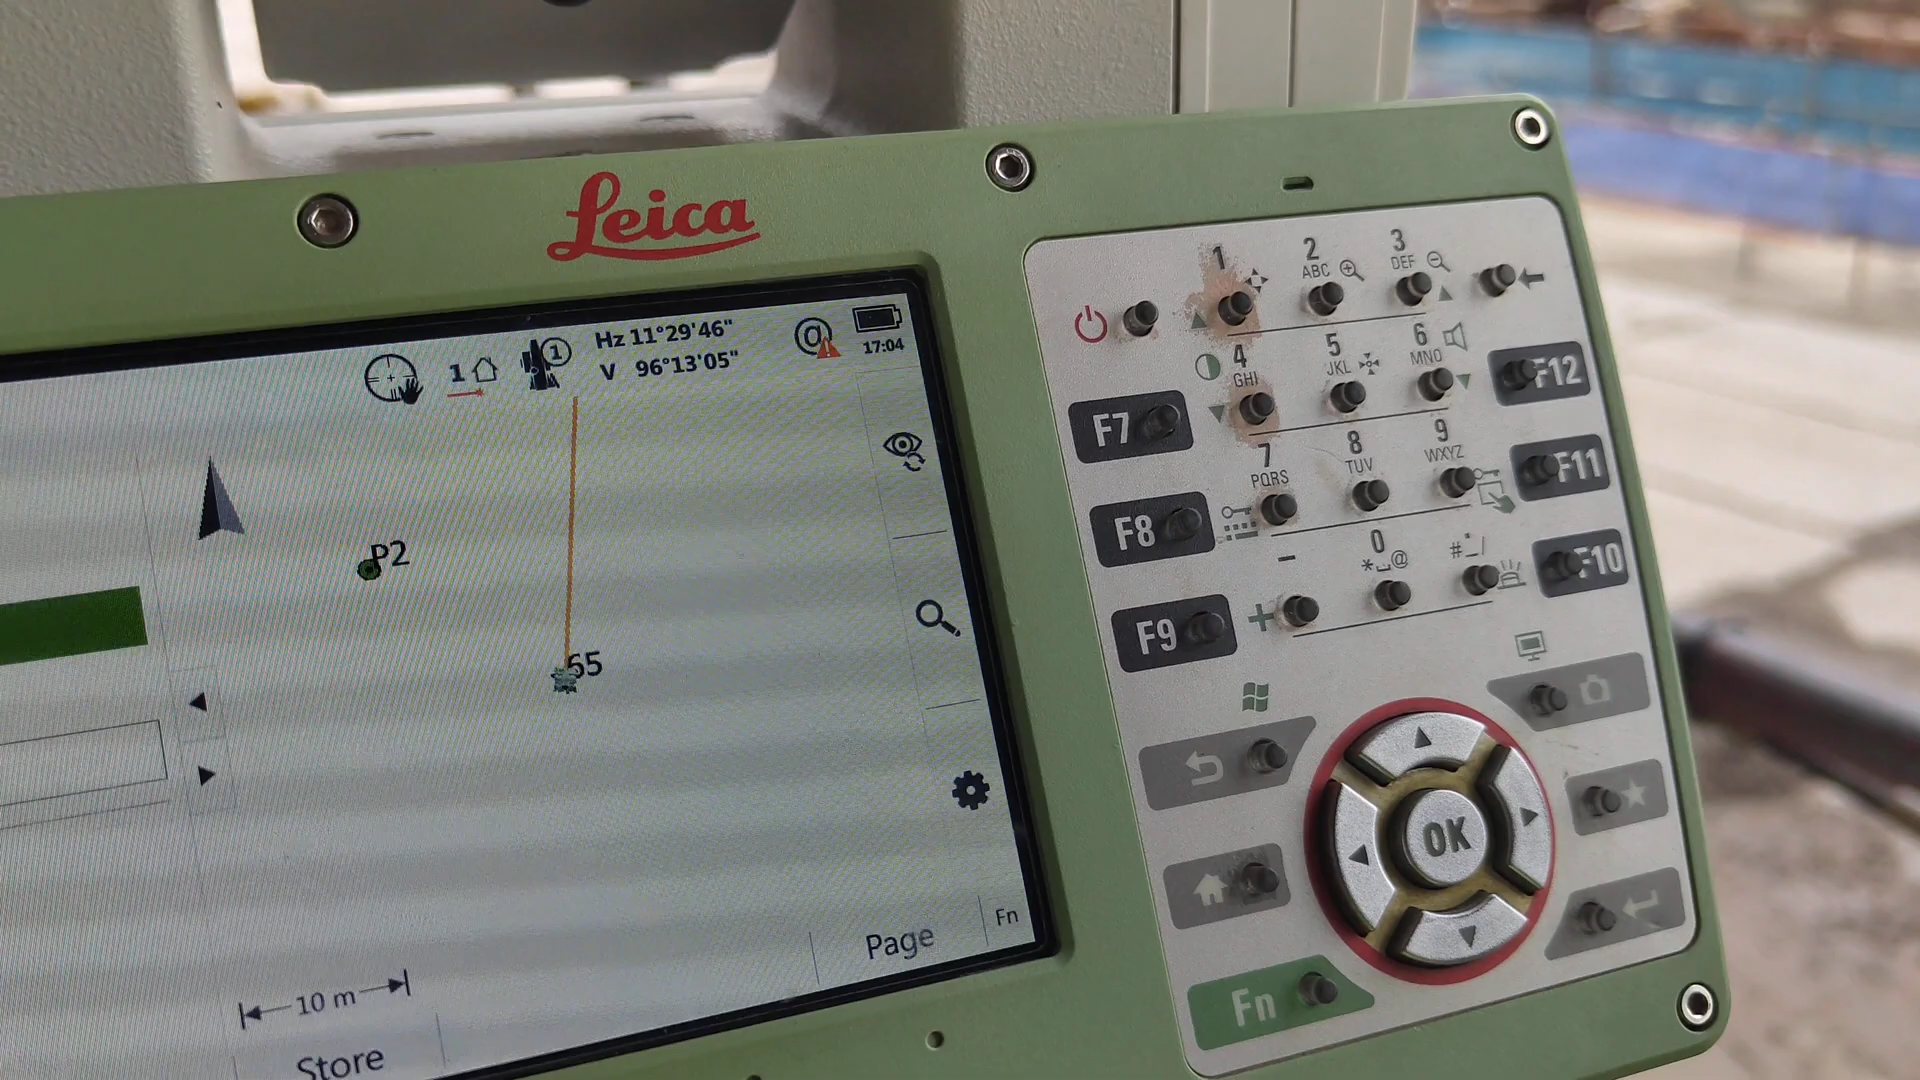 Leica
1
Hz 11°29'46"
V 96°13'05"
1
@
17:04
P2
55
10 m
Store
Page
Fn
1
2
ABC
3
DEF
4
GHI
5
JKL
6
MNO
7
PQRS
8
TUV
9
WXYZ
-
+
0
*⎵@
#*_/
F7
F8
F9
F12
F11
F10
OK
Fn